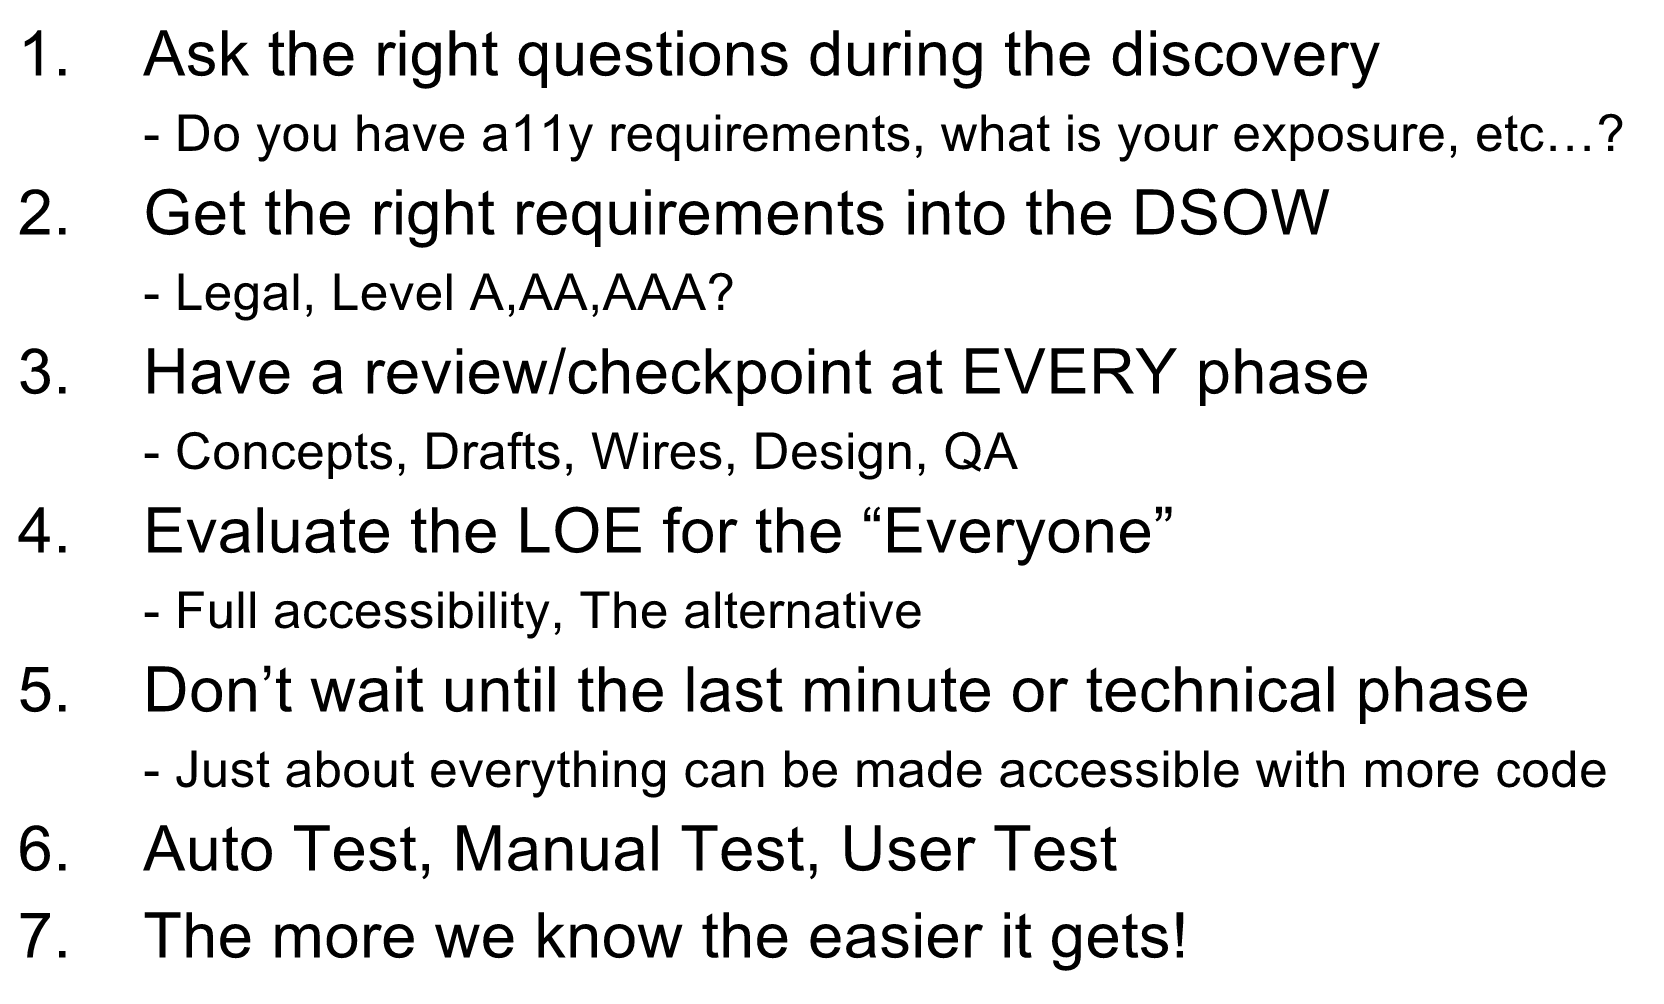 1. Ask the right questions during the discovery
- Do you have a11y requirements, what is your exposure, etc…?
2. Get the right requirements into the DSOW
- Legal, Level A,AA,AAA?
3. Have a review/checkpoint at EVERY phase
- Concepts, Drafts, Wires, Design, QA
4. Evaluate the LOE for the “Everyone”
- Full accessibility, The alternative
5. Don’t wait until the last minute or technical phase
- Just about everything can be made accessible with more code
6. Auto Test, Manual Test, User Test
7. The more we know the easier it gets!